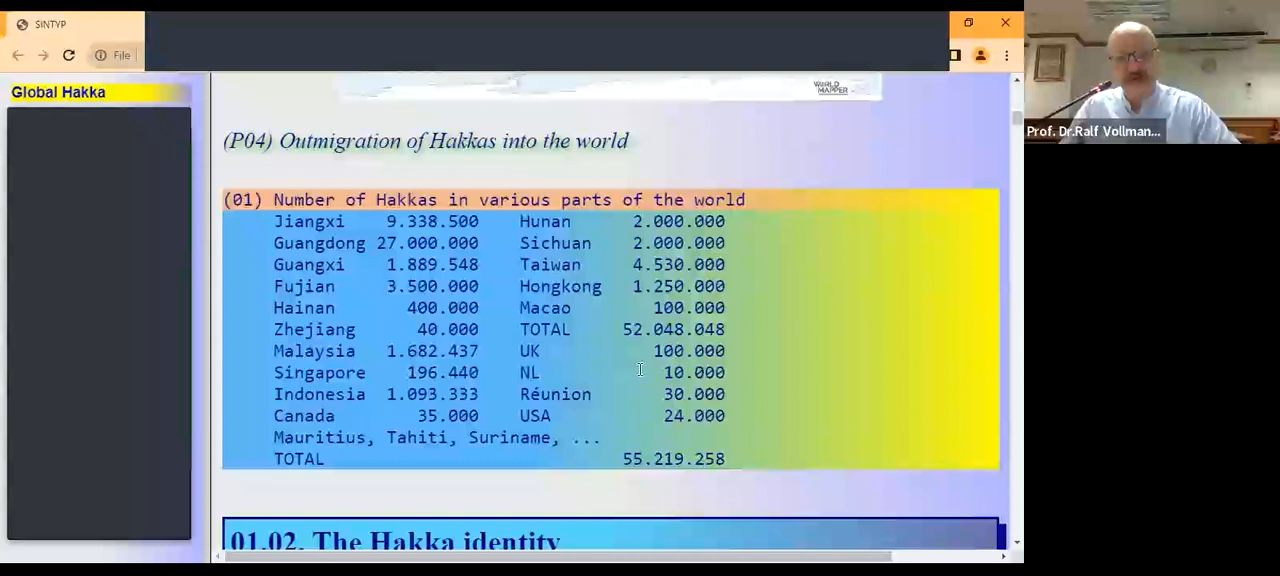 SINTYP
File
Global Hakka
WORLD
MAPPER
(P04) Outmigration of Hakkas into the world
(01) Number of Hakkas in various parts of the world
Jiangxi 9.338.500 Hunan 2.000.000
Guangdong 27.000.000 Sichuan 2.000.000
Guangxi 1.889.548 Taiwan 4.530.000
Fujian 3.500.000 Hongkong 1.250.000
Hainan 400.000 Macao 100.000
Zhejiang 40.000 TOTAL 52.048.048
Malaysia 1.682.437 UK 100.000
Singapore 196.440 NL 10.000
Indonesia 1.093.333 Réunion 30.000
Canada 35.000 USA 24.000
Mauritius, Tahiti, Suriname, ...
TOTAL 55.219.258
01.02. The Hakka identity
Prof. Dr.Ralf Vollman...